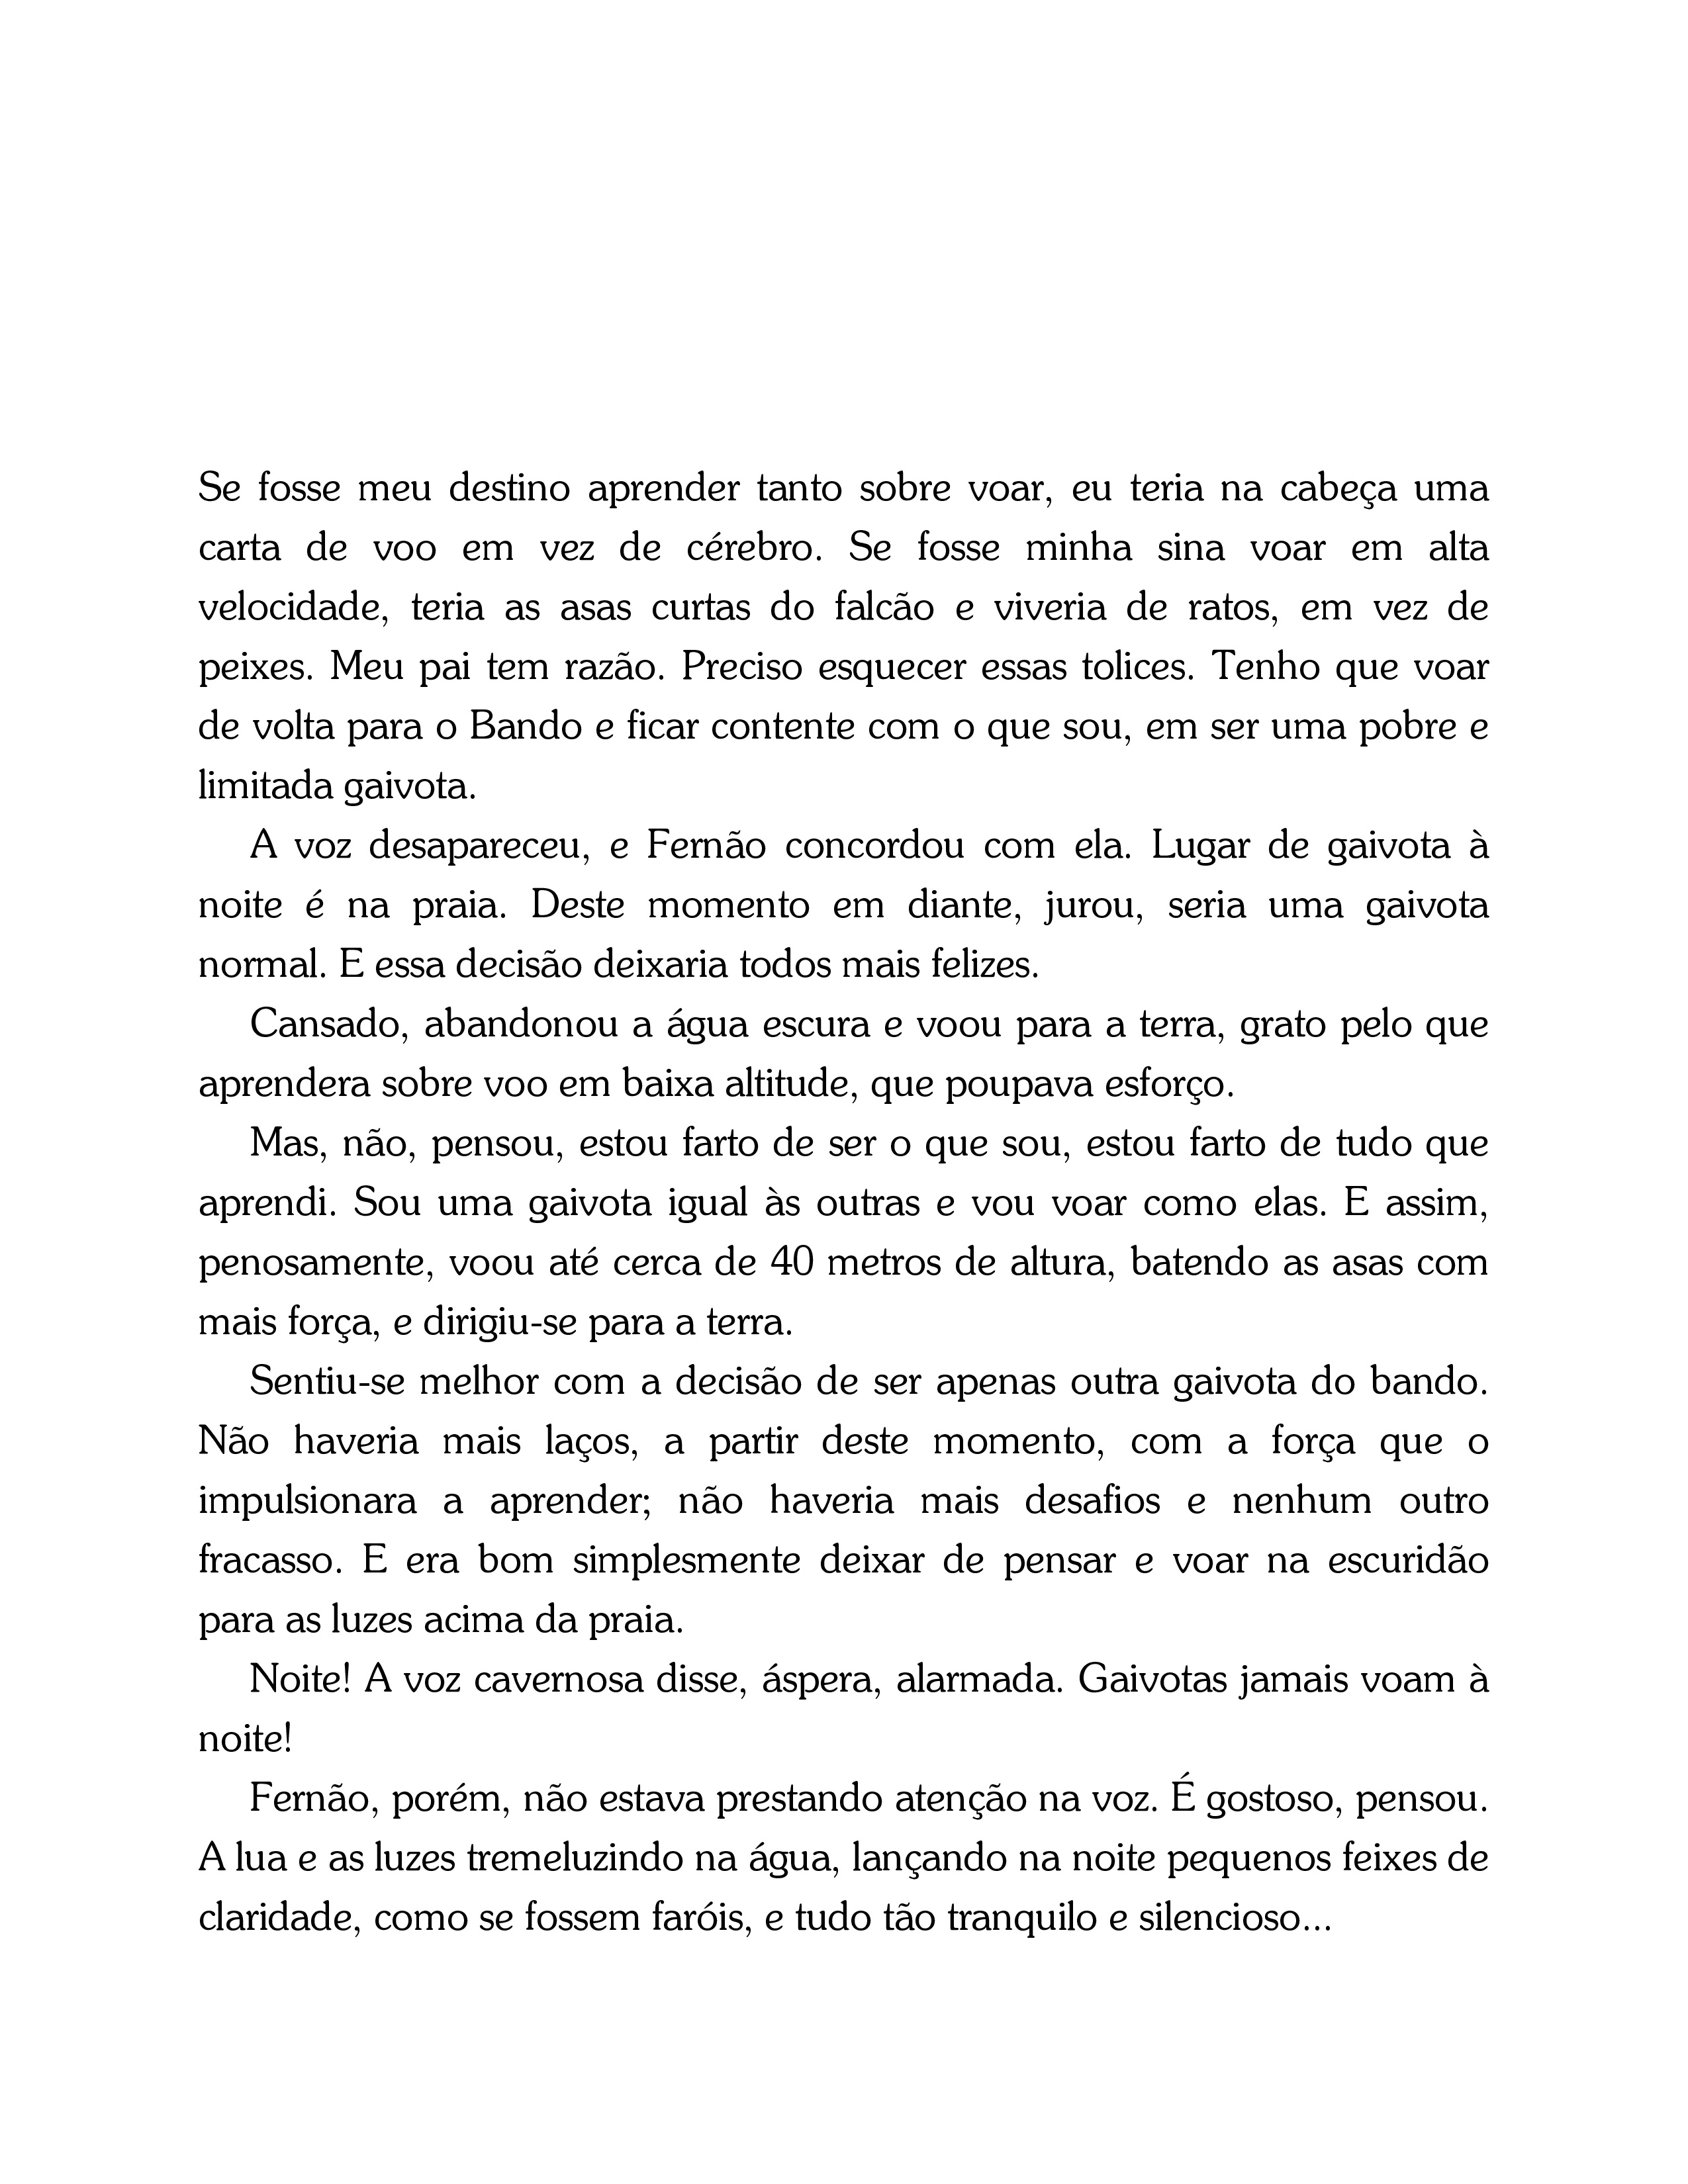 Se fosse meu destino aprender tanto sobre voar, eu teria na cabeça uma
carta de voo em vez de cérebro. Se fosse minha sina voar em alta
velocidade, teria as asas curtas do falcão e viveria de ratos, em vez de
peixes. Meu pai tem razão. Preciso esquecer essas tolices. Tenho que voar
de volta para o Bando e ficar contente com o que sou, em ser uma pobre e
limitada gaivota.
A voz desapareceu, e Fernão concordou com ela. Lugar de gaivota à
noite é na praia. Deste momento em diante, jurou, seria uma gaivota
normal. E essa decisão deixaria todos mais felizes.
Cansado, abandonou a água escura e voou para a terra, grato pelo que
aprendera sobre voo em baixa altitude, que poupava esforço.
Mas, não, pensou, estou farto de ser o que sou, estou farto de tudo que
aprendi. Sou uma gaivota igual às outras e vou voar como elas. E assim,
penosamente, voou até cerca de 40 metros de altura, batendo as asas com
mais força, e dirigiu-se para a terra.
Sentiu-se melhor com a decisão de ser apenas outra gaivota do bando.
Não haveria mais laços, a partir deste momento, com a força que o
impulsionara a aprender; não haveria mais desafios e nenhum outro
fracasso. E era bom simplesmente deixar de pensar e voar na escuridão
para as luzes acima da praia.
Noite! A voz cavernosa disse, áspera, alarmada. Gaivotas jamais voam à
noite!
Fernão, porém, não estava prestando atenção na voz. É gostoso, pensou.
A lua e as luzes tremeluzindo na água, lançando na noite pequenos feixes de
claridade, como se fossem faróis, e tudo tão tranquilo e silencioso...